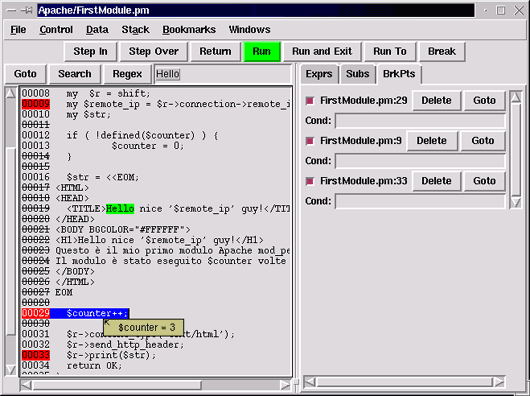 Apache/FirstModule.pm
File Control Data Stack Bookmarks Windows
Step In Step Over Return Run Run and Exit Run To Break
Goto Search Regex Hello
Exprs Subs BrkPts
00008 my $r = shift;
00009 my $remote_ip = $r->connection->remote_i
00010 my $str;
00011
00012 if ( !defined($counter) ) {
00013 $counter = 0;
00014 }
00015
00016 $str = <<EOM;
00017 <HTML>
00018 <HEAD>
00019 <TITLE>Hello nice '$remote_ip' guy!</TIT
00020 </HEAD>
00021 <BODY BGCOLOR="#FFFFFF">
00022 <H1>Hello nice '$remote_ip' guy!</H1>
00023 Questo è il mio primo modulo Apache mod_pe
00024 Il modulo è stato eseguito $counter volte
00025 </BODY>
00026 </HTML>
00027 EOM
00028
00029 $counter++;
00030
$counter = 3
00031 $r->conten ext/html');
00032 $r->send_http_header;
00033 $r->print($str);
00034 return OK;
FirstModule.pm:29 Delete Goto
Cond:
FirstModule.pm:9 Delete Goto
Cond:
FirstModule.pm:33 Delete Goto
Cond: